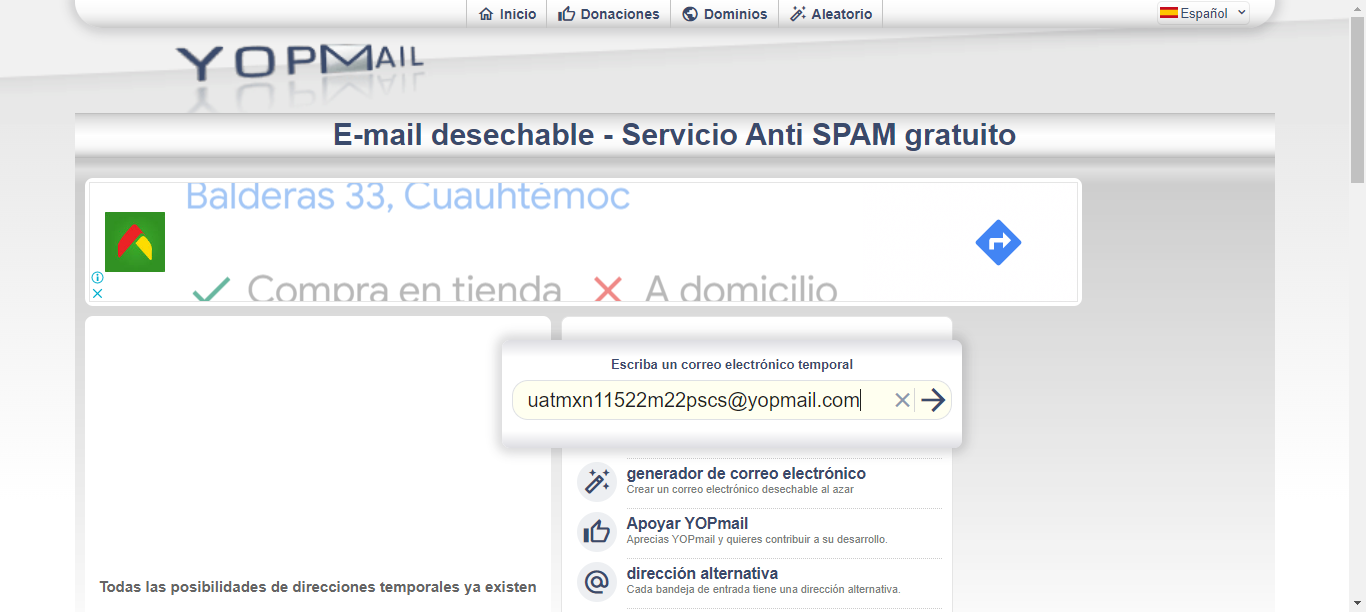 Inicio
Donaciones
Dominios
Aleatorio
Español
YOPMAIL
E-mail desechable - Servicio Anti SPAM gratuito
Balderas 33, Cuauhtémoc
Compra en tienda
A domicilio
Escriba un correo electrónico temporal
uatmxn11522m22pscs@yopmail.com
generador de correo electrónico
Crear un correo electrónico desechable al azar
Apoyar YOPmail
Aprecias YOPmail y quieres contribuir a su desarrollo.
dirección alternativa
Cada bandeja de entrada tiene una dirección alternativa.
Todas las posibilidades de direcciones temporales ya existen